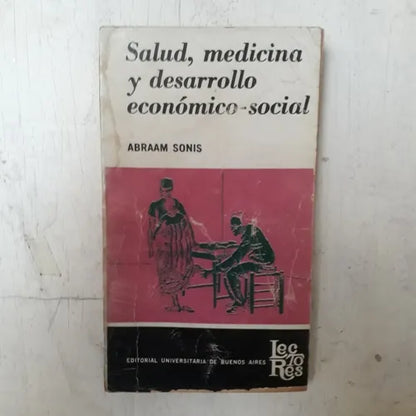 Salud, medicina
y desarrollo
económico-social
ABRAAM SONIS
EDITORIAL UNIVERSITARIA DE BUENOS AIRES
Lec
To
Res